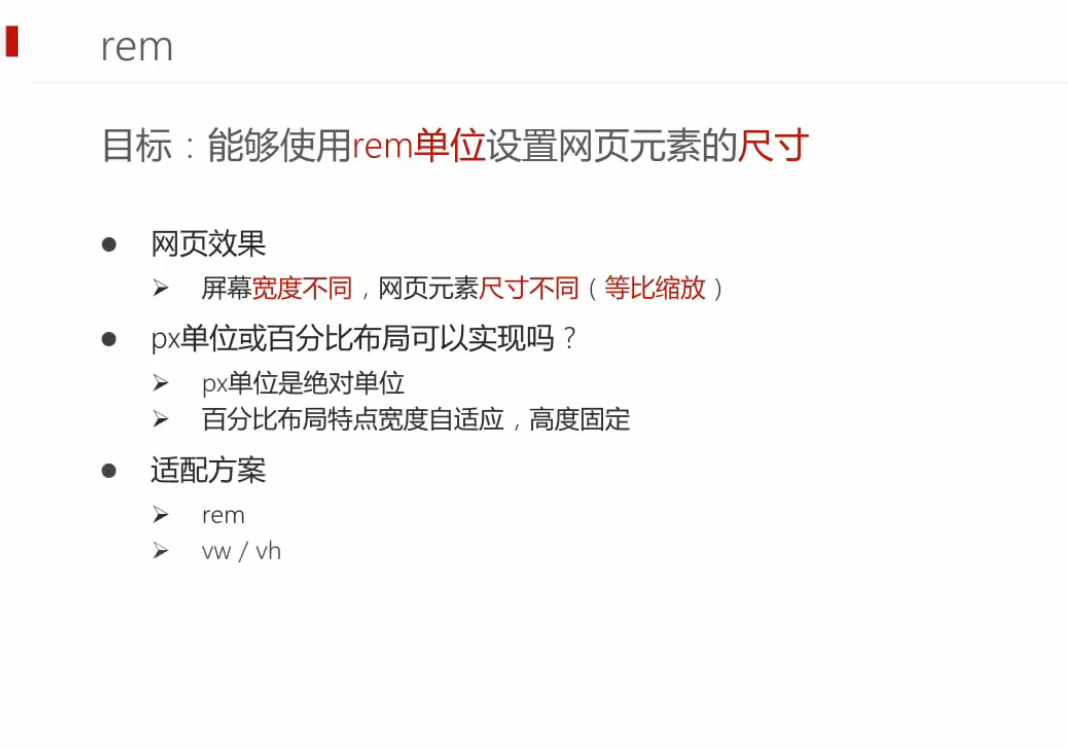 rem
目标：能够使用rem单位设置网页元素的尺寸
● 网页效果
➢ 屏幕宽度不同，网页元素尺寸不同（等比缩放）
● px单位或百分比布局可以实现吗？
➢ px单位是绝对单位
➢ 百分比布局特点宽度自适应，高度固定
● 适配方案
➢ rem
➢ vw / vh